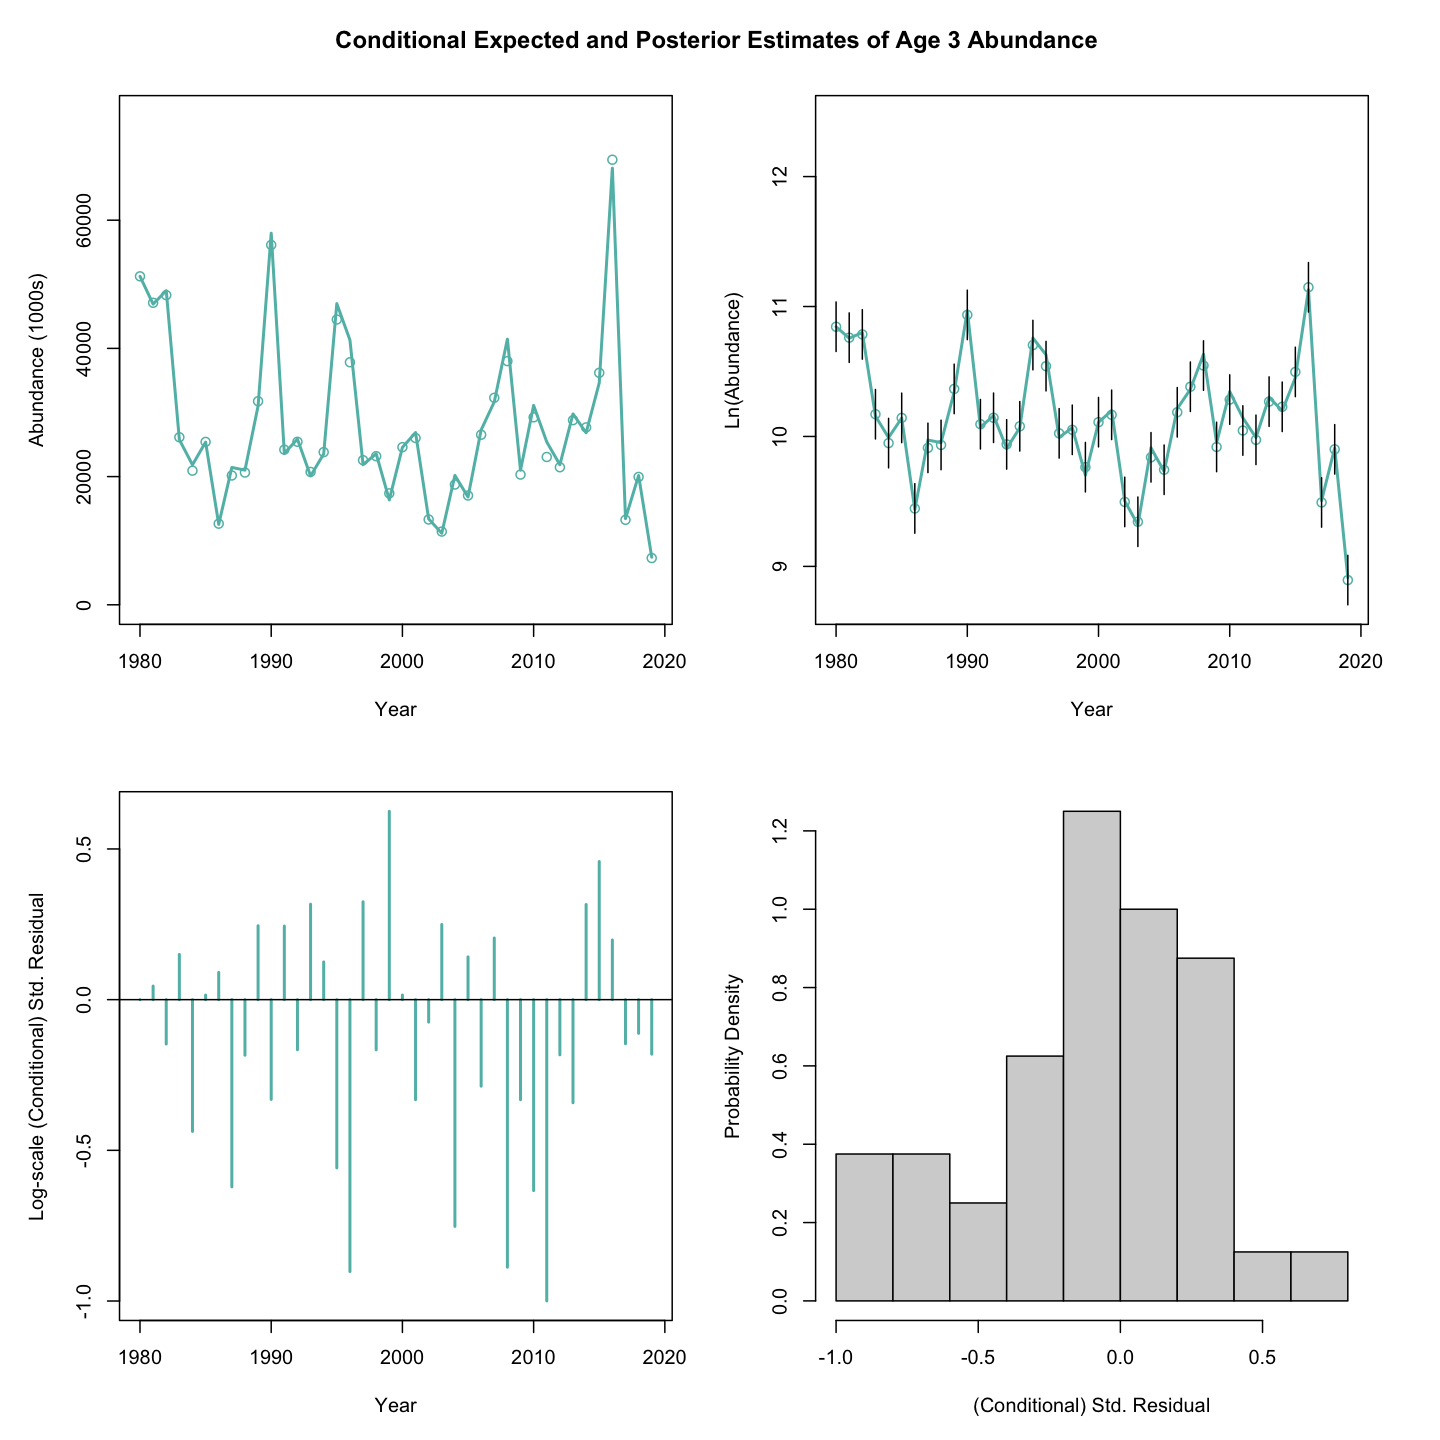 Conditional Expected and Posterior Estimates of Age 3 Abundance
Abundance (1000s)
60000
40000
20000
0
1980 1990 2000 2010 2020
Year
Ln(Abundance)
12
11
10
9
1980 1990 2000 2010 2020
Year
Log-scale (Conditional) Std. Residual
0.5
0.0
-0.5
-1.0
1980 1990 2000 2010 2020
Year
Probability Density
1.2
1.0
0.8
0.6
0.4
0.2
0.0
-1.0 -0.5 0.0 0.5
(Conditional) Std. Residual